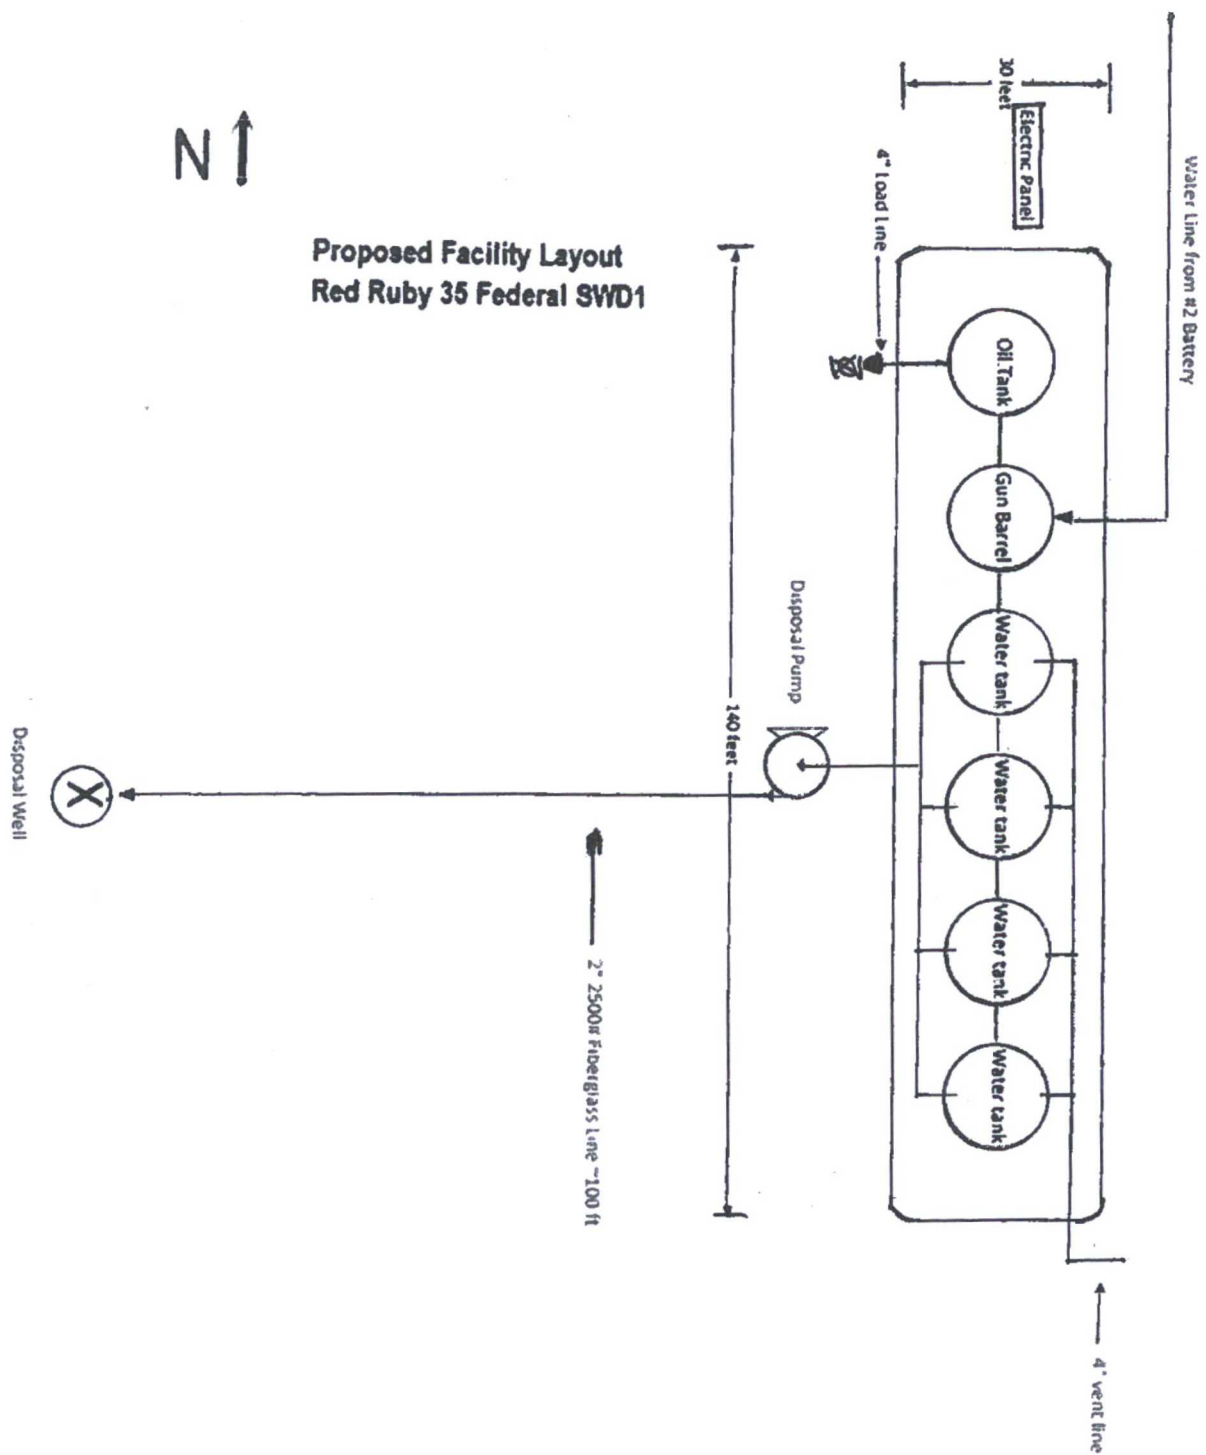 30 feet
Electric Panel
Water Line from #2 Battery
4" Load Line
N
Proposed Facility Layout
Red Ruby 35 Federal SWD1
Oil Tank
Gun Barrel
Water tank
Water tank
Water tank
Water tank
Disposal Pump
140 feet
X
Disposal Well
2" 2500# Fiberglass Line ~100 ft
4" vent line